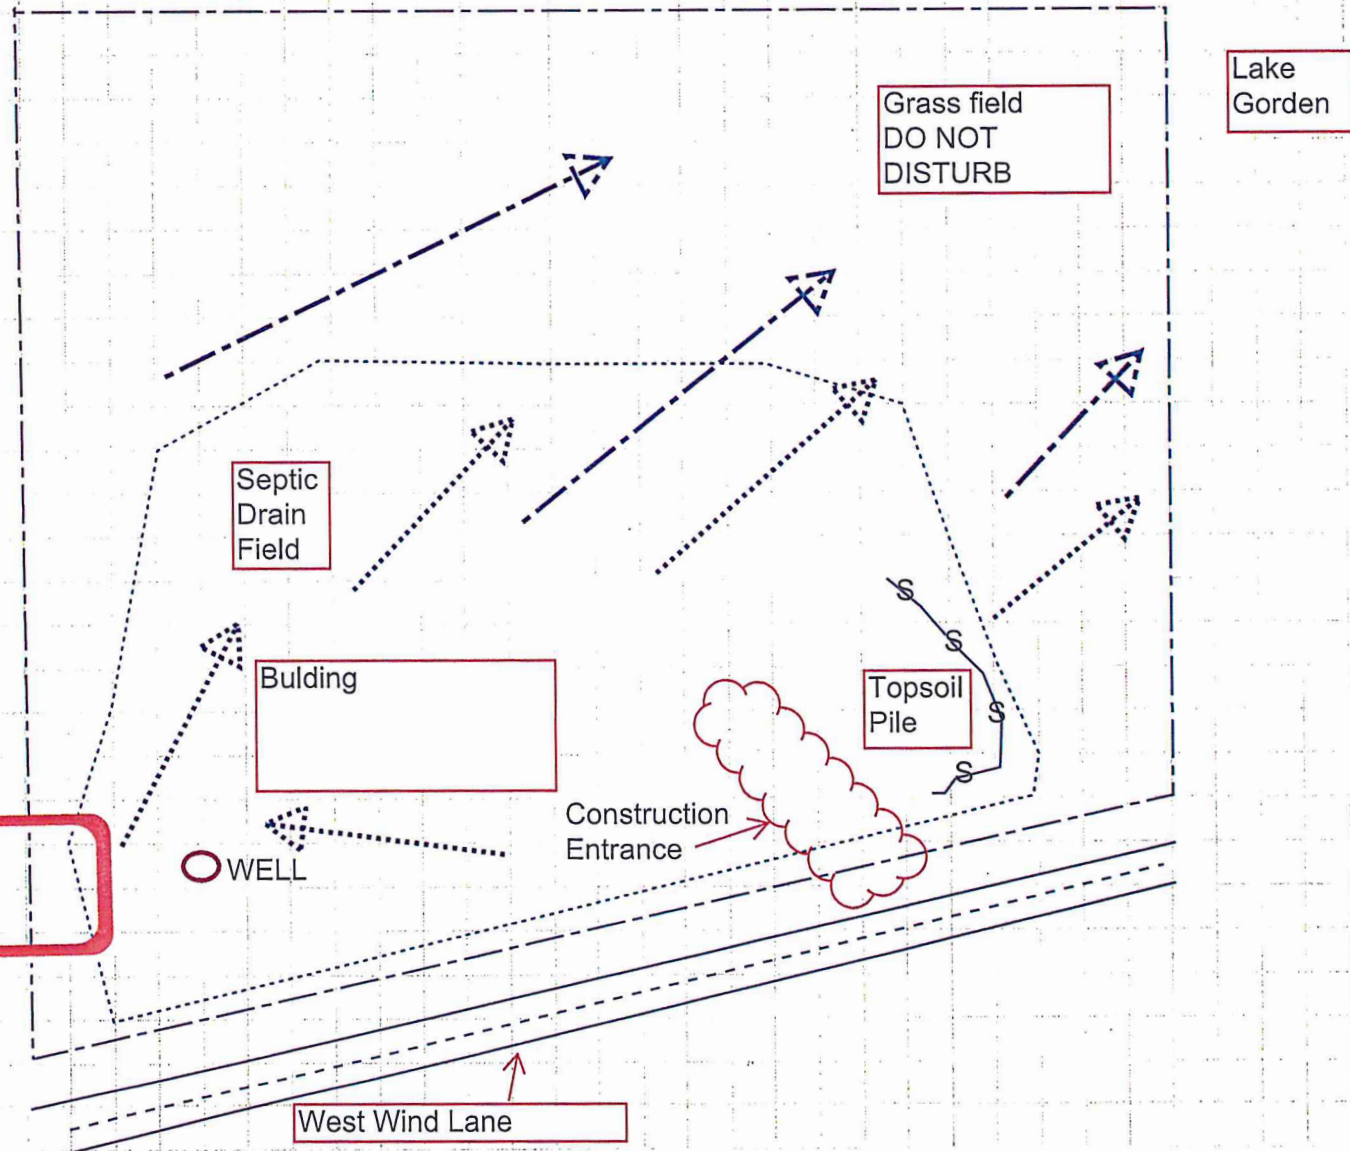 Lake
Gorden
Grass field
DO NOT
DISTURB
Septic
Drain
Field
Bulding
S
S
Topsoil
Pile
S
S
Construction
Entrance
WELL
West Wind Lane